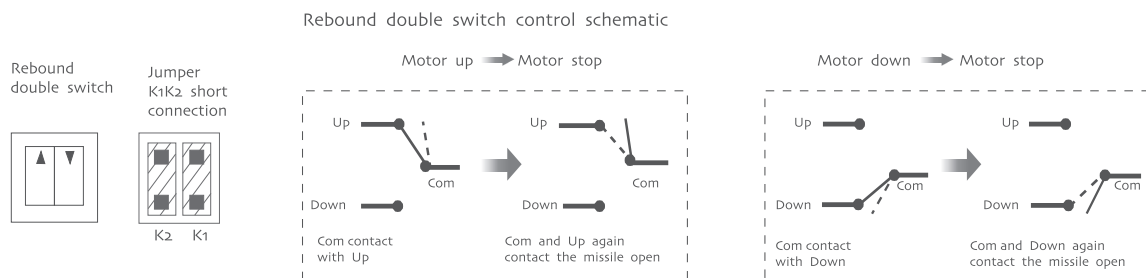 Rebound double switch control schematic
Rebound
double switch
Jumper
K1K2 short
connection
K2 K1
Motor up Motor stop
Up
Com
Down
Com contact
with Up
Up
Com
Down
Com and Up again
contact the missile open
Motor down Motor stop
Up
Com
Down
Com contact
with Down
Up
Com
Down
Com and Down again
contact the missile open